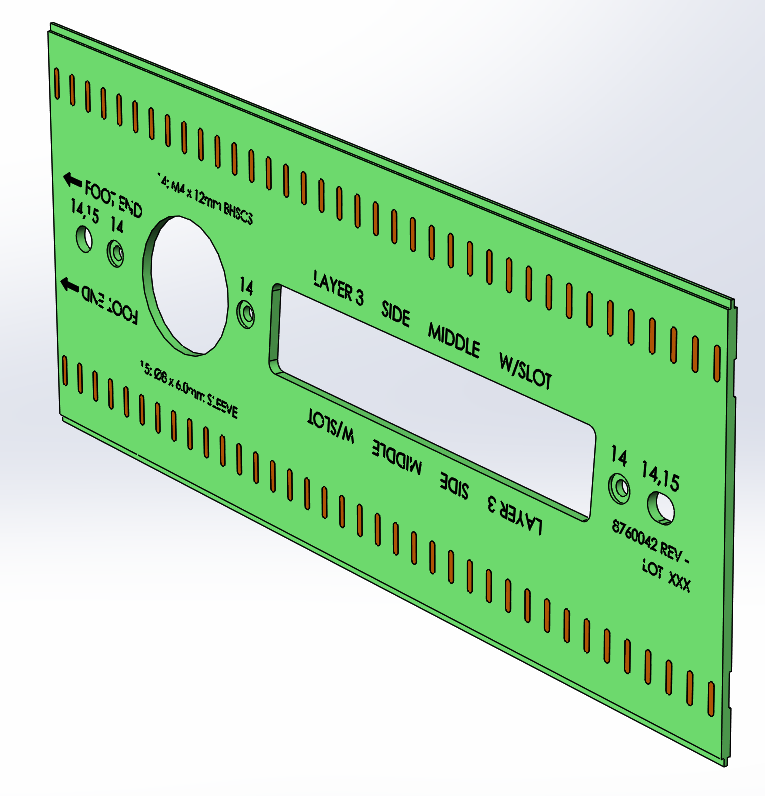 14: M4 x 12mm BHSCS
FOOT END
14,15 14
FOOT END
14
LAYER 3 SIDE MIDDLE W/SLOT
15: Ø8 x 6.0mm SLEEVE
LAYER 3 SIDE MIDDLE W/SLOT
14 14,15
8760042 REV -
LOT XXX